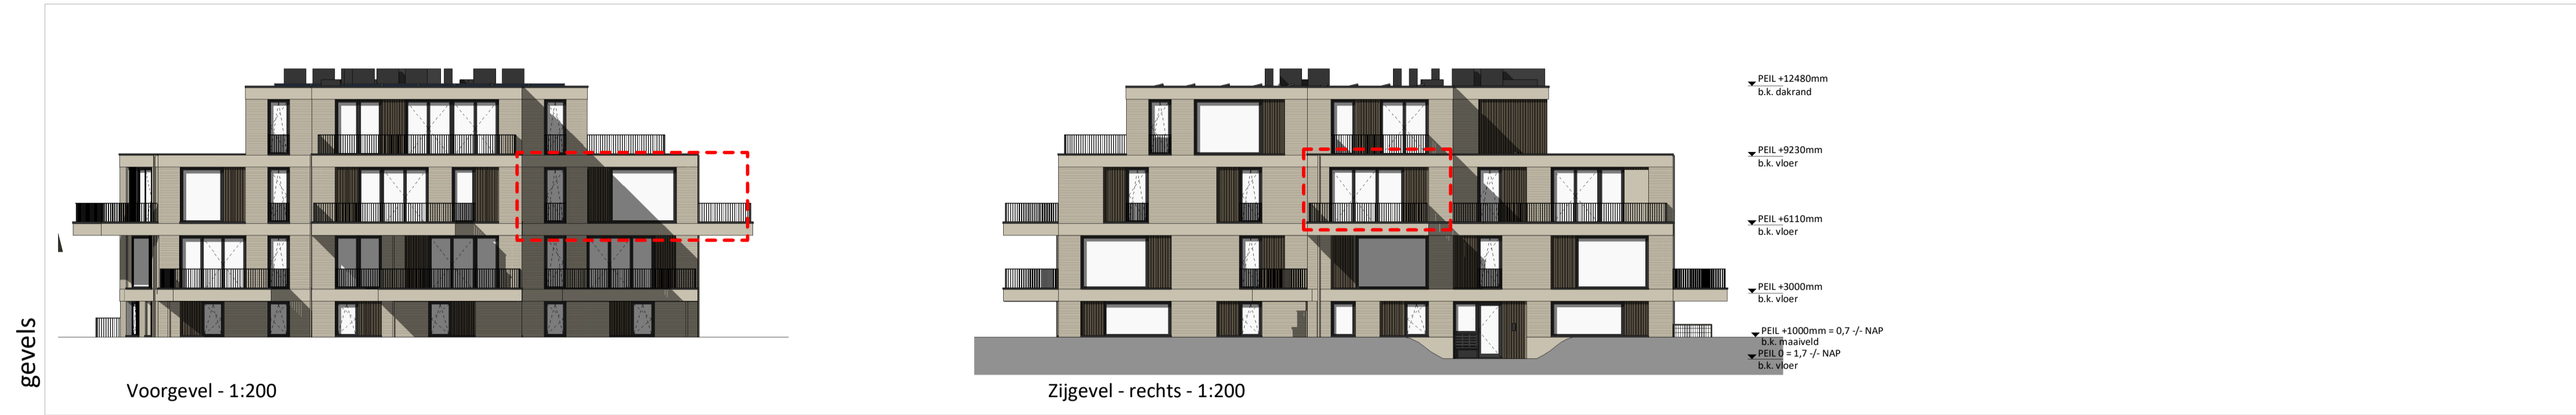 gevels
Voorgevel - 1:200
Zijgevel - rechts - 1:200
PEIL +12480mm
b.k. dakrand
PEIL +9230mm
b.k. vloer
PEIL +6110mm
b.k. vloer
PEIL +3000mm
b.k. vloer
PEIL +1000mm = 0,7 -/- NAP
b.k. maaiveld
PEIL 0 = 1,7 -/- NAP
b.k. vloer